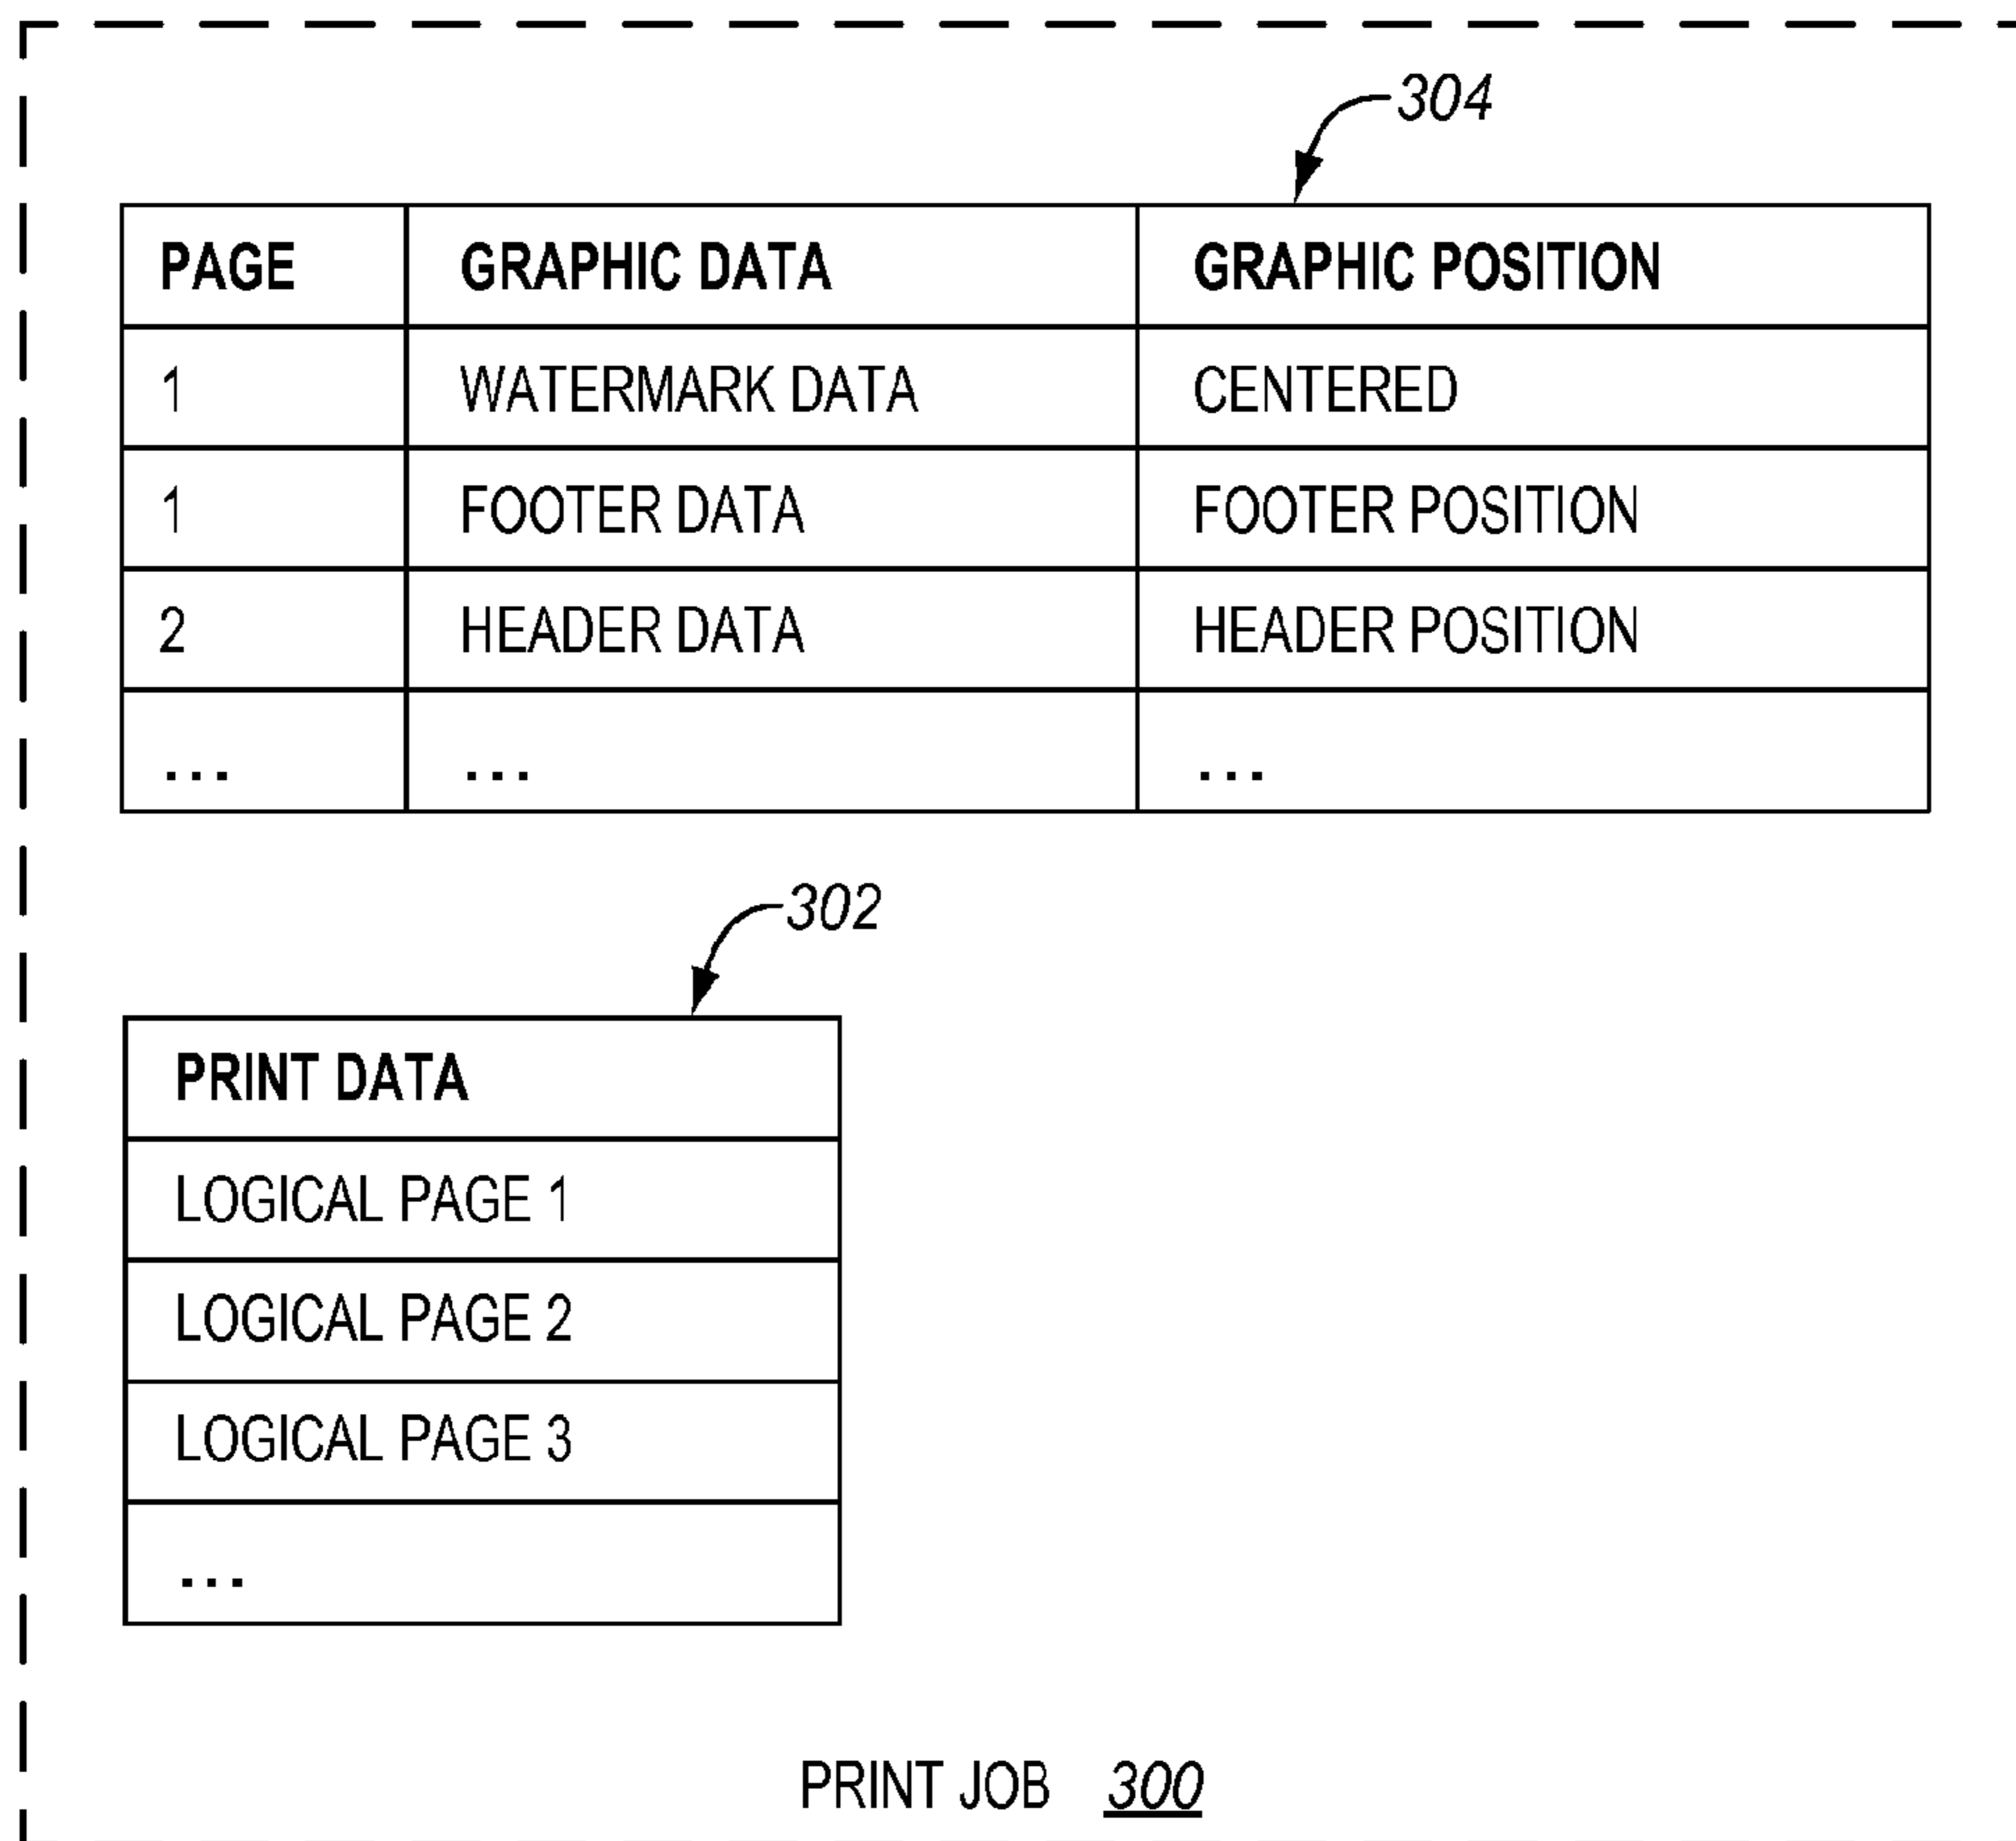 304
PAGE GRAPHIC DATA GRAPHIC POSITION
1 WATERMARK DATA CENTERED
1 FOOTER DATA FOOTER POSITION
2 HEADER DATA HEADER POSITION
... ... ...
302
PRINT DATA
LOGICAL PAGE 1
LOGICAL PAGE 2
LOGICAL PAGE 3
...
PRINT JOB 300